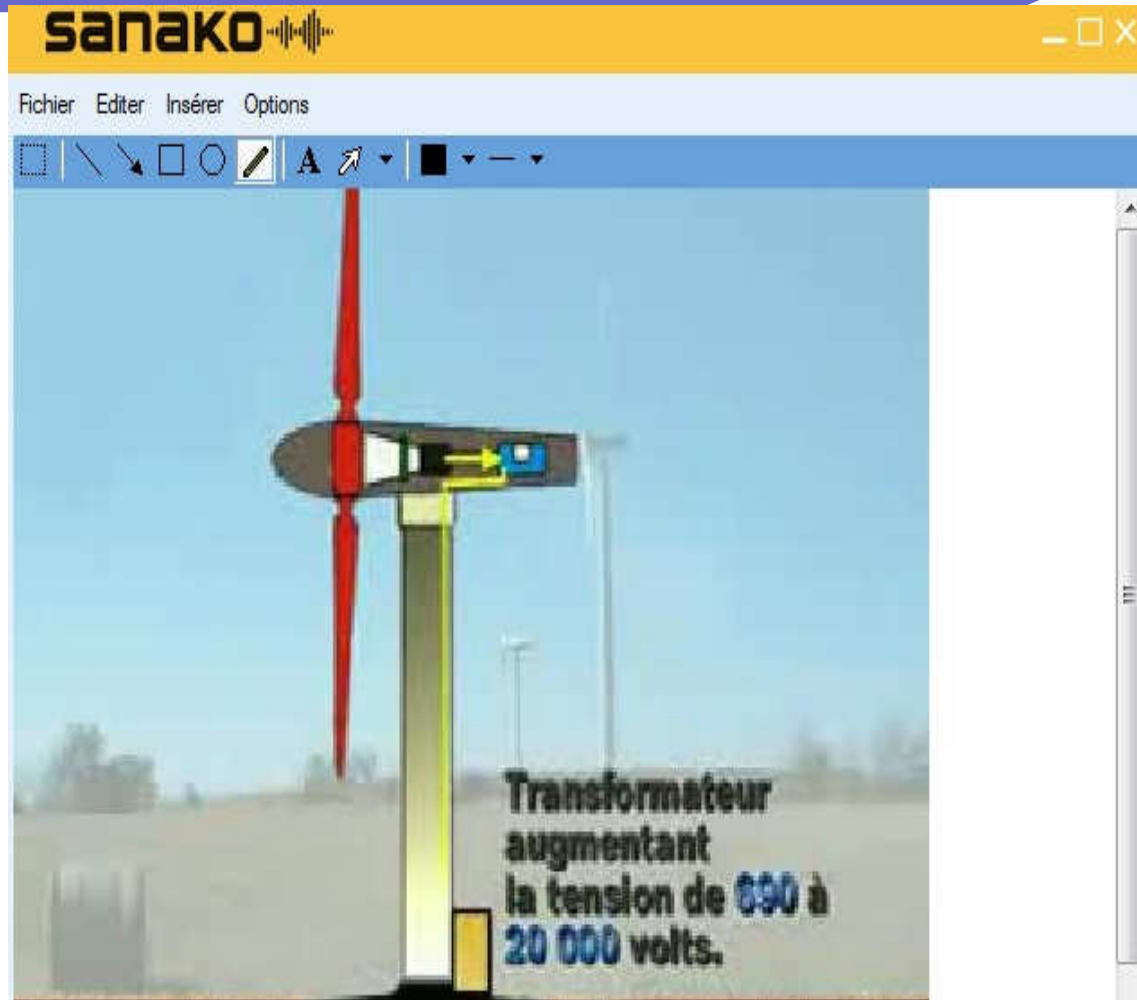 sanako
Fichier Editer Insérer Options
A
Transformateur
augmentant
la tension de 690 à
20 000 volts.